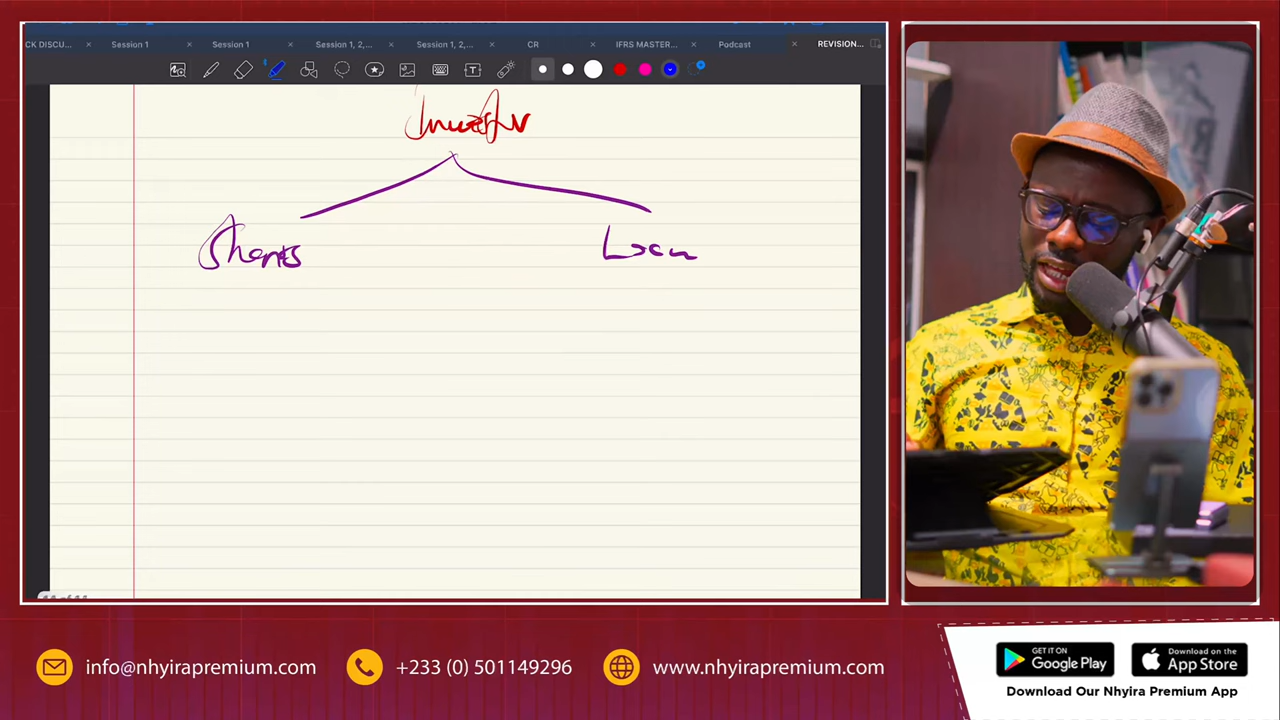 CK DISCU... Session 1 Session 1 Session 1, 2,... Session 1, 2,... CR IFRS MASTER... Podcast REVISION...
Investor
Shares Loan
info@nhyirapremium.com +233 (0) 501149296 www.nhyirapremium.com
GET IT ON Google Play
Download on the App Store
Download Our Nhyira Premium App